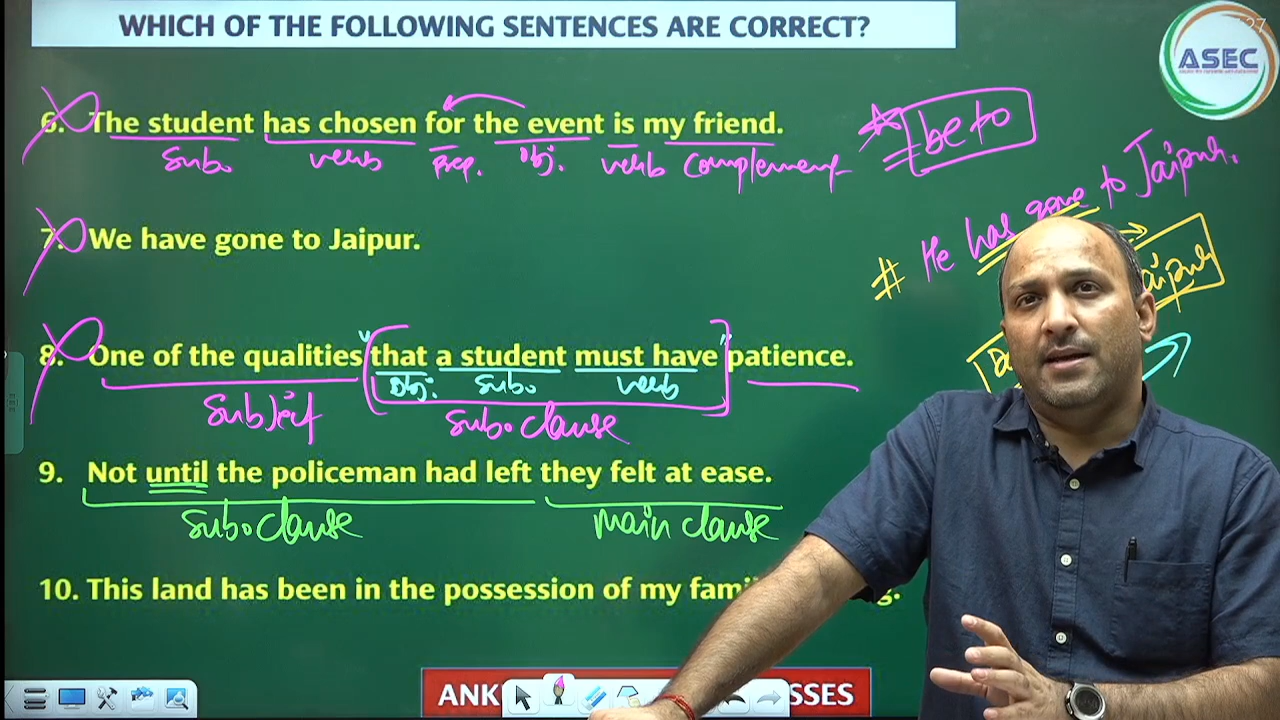 WHICH OF THE FOLLOWING SENTENCES ARE CORRECT?
ASEC
6. The student has chosen for the event is my friend.
Sub. verb Prep. Obj. verb Complement
be to
He has gone to Jaipur.
7. We have gone to Jaipur.
#
8. One of the qualities that a student must have patience.
Obj. Sub. verb
Subject Sub. clause
9. Not until the policeman had left they felt at ease.
Sub. clause main clause
10. This land has been in the possession of my
ANK SSES